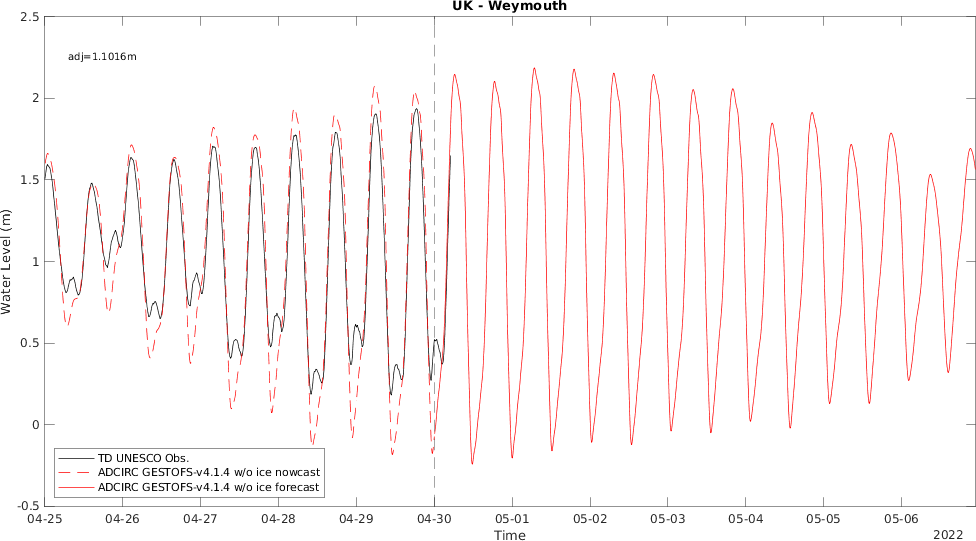 UK - Weymouth
2.5
adj=1.1016m
2
1.5
1
0.5
0
-0.5
Water Level (m)
TD UNESCO Obs.
ADCIRC GESTOFS-v4.1.4 w/o ice nowcast
ADCIRC GESTOFS-v4.1.4 w/o ice forecast
04-25 04-26 04-27 04-28 04-29 04-30 05-01 05-02 05-03 05-04 05-05 05-06
Time
2022